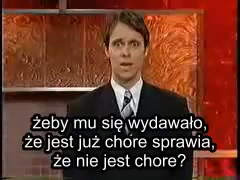 żeby mu się wydawało,
że jest już chore sprawia,
że nie jest chore?